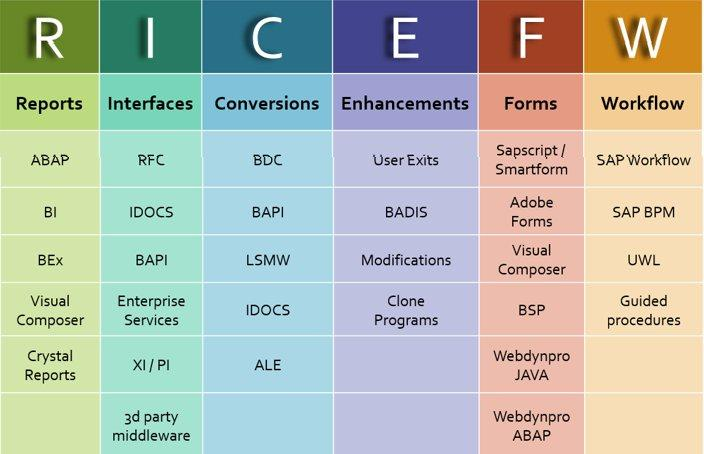 R I C E F W
Reports Interfaces Conversions Enhancements Forms Workflow
ABAP RFC BDC User Exits Sapscript / Smartform SAP Workflow
BI IDOCS BAPI BADIS Adobe Forms SAP BPM
BEx BAPI LSMW Modifications Visual Composer UWL
Visual Composer Enterprise Services IDOCS Clone Programs BSP Guided procedures
Crystal Reports XI / PI ALE Webdynpro JAVA
3d party middleware Webdynpro ABAP